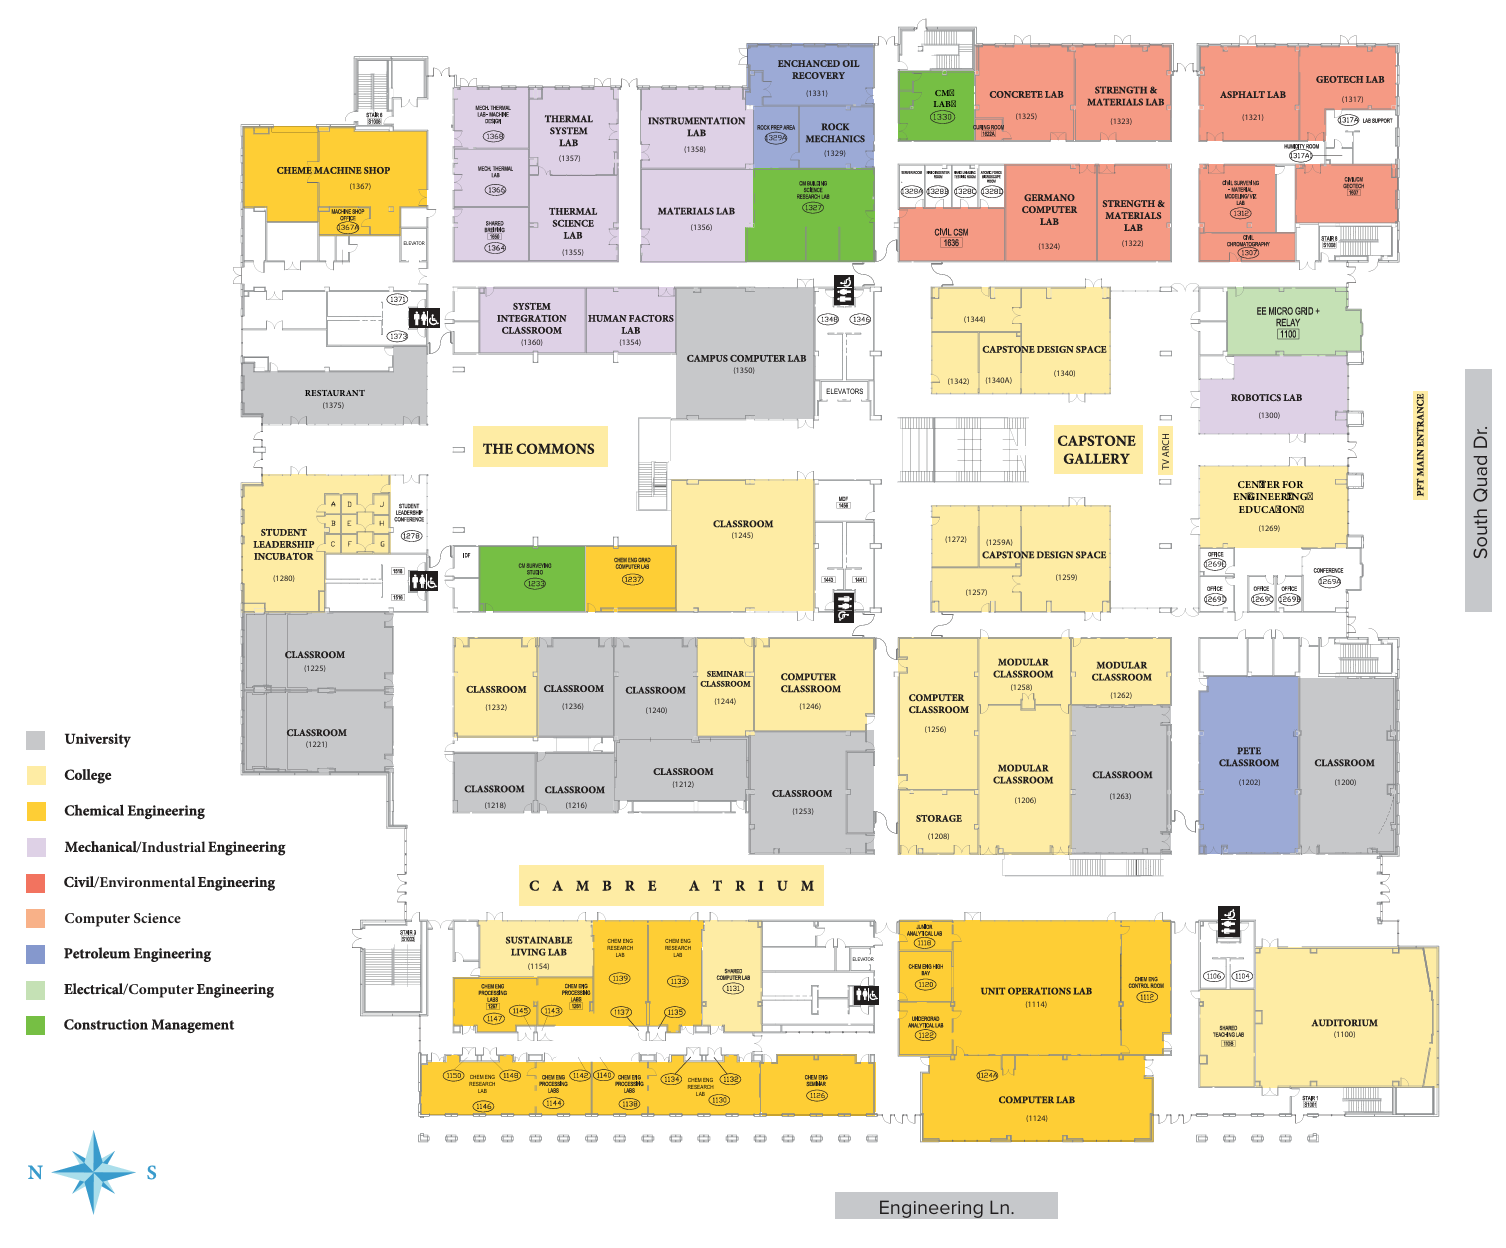 STAIR 6
S1008
CHEME MACHINE SHOP
(1367)
MACHINE SHOP
OFFICE
1367A
ELEVATOR
MECH. THERMAL
LAB- MACHINE
DESIGN
1368
MECH. THERMAL
LAB
1366
SHARED
BRIEFING
1364
THERMAL
SYSTEM
LAB
(1357)
THERMAL
SCIENCE
LAB
(1355)
INSTRUMENTATION
LAB
(1358)
MATERIALS LAB
(1356)
ENCHANCED OIL
RECOVERY
(1331)
ROCK PREP AREA
1329A
ROCK
MECHANICS
(1329)
CM BUILDING
SCIENCE
RESEARCH LAB
1327
CM
LAB
1330
CONCRETE LAB
(1325)
CURING ROOM
STRENGTH &
MATERIALS LAB
(1323)
ASPHALT LAB
(1321)
GEOTECH LAB
(1317)
1317A LAB SUPPORT
HUMIDITY ROOM
1317A1
1328A
1328B
1328C
1328D
CIVIL CSM
1636
GERMANO
COMPUTER
LAB
(1324)
STRENGTH &
MATERIALS
LAB
(1322)
CIVIL SURVEYING
- MATERIAL
MODELING/ VIZ
LAB
1312
CIVIL
CHROMATOGRAPHY
1307
CIVIL/CM
GEOTECH
1607
STAIR 5
1371
1373
RESTAURANT
(1375)
SYSTEM
INTEGRATION
CLASSROOM
(1360)
HUMAN FACTORS
LAB
(1354)
CAMPUS COMPUTER LAB
(1350)
1348
1346
ELEVATORS
(1344)
(1342)
(1340A)
CAPSTONE DESIGN SPACE
(1340)
EE MICRO GRID +
RELAY
1100
ROBOTICS LAB
(1300)
THE COMMONS
CAPSTONE
GALLERY
TV ARCH
PFT MAIN ENTRANCE
South Quad Dr.
STUDENT
LEADERSHIP
INCUBATOR
(1280)
A D J
B E H
C F G
STUDENT
LEADERSHIP
CONFERENCE
1278
1518
1516
IDF
CM SURVEYING
STUDIO
1233
CHEM ENG GRAD
COMPUTER LAB
1237
CLASSROOM
(1245)
MDF
1456
1443
1441
(1272)
(1259A)
CAPSTONE DESIGN SPACE
(1259)
(1257)
CENTER FOR
ENGINEERING
EDUCATION
(1269)
OFFICE
1269E
OFFICE
1269D
OFFICE
1269C
OFFICE
1269B
CONFERENCE
1269A
CLASSROOM
(1225)
CLASSROOM
(1221)
CLASSROOM
(1232)
CLASSROOM
(1236)
CLASSROOM
(1240)
SEMINAR
CLASSROOM
(1244)
COMPUTER
CLASSROOM
(1246)
CLASSROOM
(1218)
CLASSROOM
(1216)
CLASSROOM
(1212)
CLASSROOM
(1253)
COMPUTER
CLASSROOM
(1256)
MODULAR
CLASSROOM
(1258)
MODULAR
CLASSROOM
(1262)
MODULAR
CLASSROOM
(1206)
CLASSROOM
(1263)
STORAGE
(1208)
PETE
CLASSROOM
(1202)
CLASSROOM
(1200)
University
College
Chemical Engineering
Mechanical/Industrial Engineering
Civil/Environmental Engineering
Computer Science
Petroleum Engineering
Electrical/Computer Engineering
Construction Management
CAMBRE ATRIUM
STAIR 3
S1003
SUSTAINABLE
LIVING LAB
(1154)
CHEM ENG
PROCESSING
LABS
1147
1145
CHEM ENG
PROCESSING
LABS
1143
CHEM ENG
RESEARCH
LAB
1139
1137
CHEM ENG
RESEARCH
LAB
1133
1135
SHARED
COMPUTER LAB
1131
ELEVATOR
JUNIOR
ANALYTICAL LAB
1118
CHEM ENG HIGH
BAY
1120
UNDERGRAD
ANALYTICAL LAB
1122
UNIT OPERATIONS LAB
(1114)
CHEM ENG
CONTROL ROOM
1112
1106
1104
SHARED
TEACHING LAB
1108
AUDITORIUM
(1100)
1150
1148
CHEM ENG
RESEARCH
LAB
1146
CHEM ENG
PROCESSING
LABS
1144
1142
1140
CHEM ENG
PROCESSING
LABS
1138
1134
1132
CHEM ENG
RESEARCH
LAB
1130
CHEM ENG
SEMINAR
1126
1124A
COMPUTER LAB
(1124)
STAIR 1
S1001
N S
Engineering Ln.